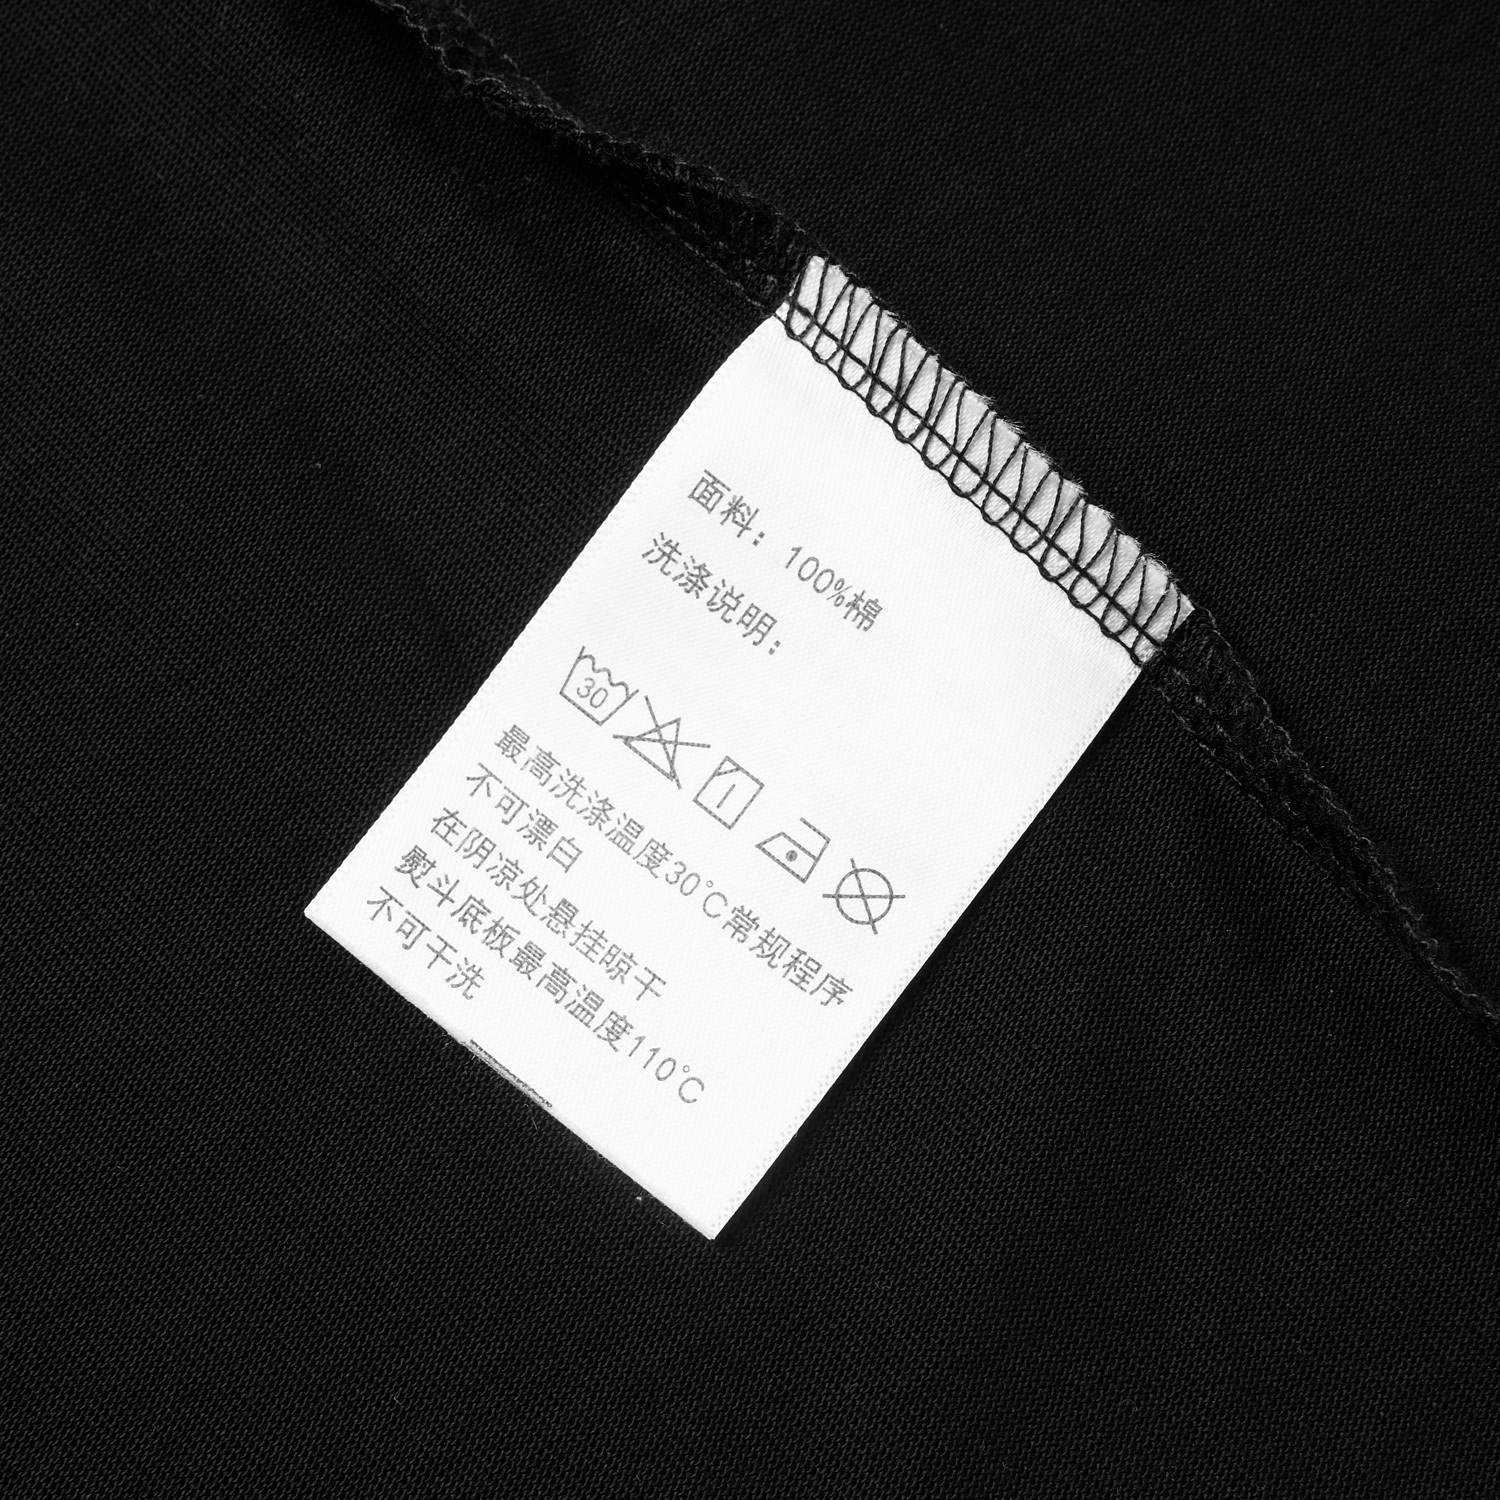 面料：100%棉
洗涤说明：
30
最高洗涤温度30℃常规程序
不可漂白
在阴凉处悬挂晾干
熨斗底板最高温度110℃
不可干洗